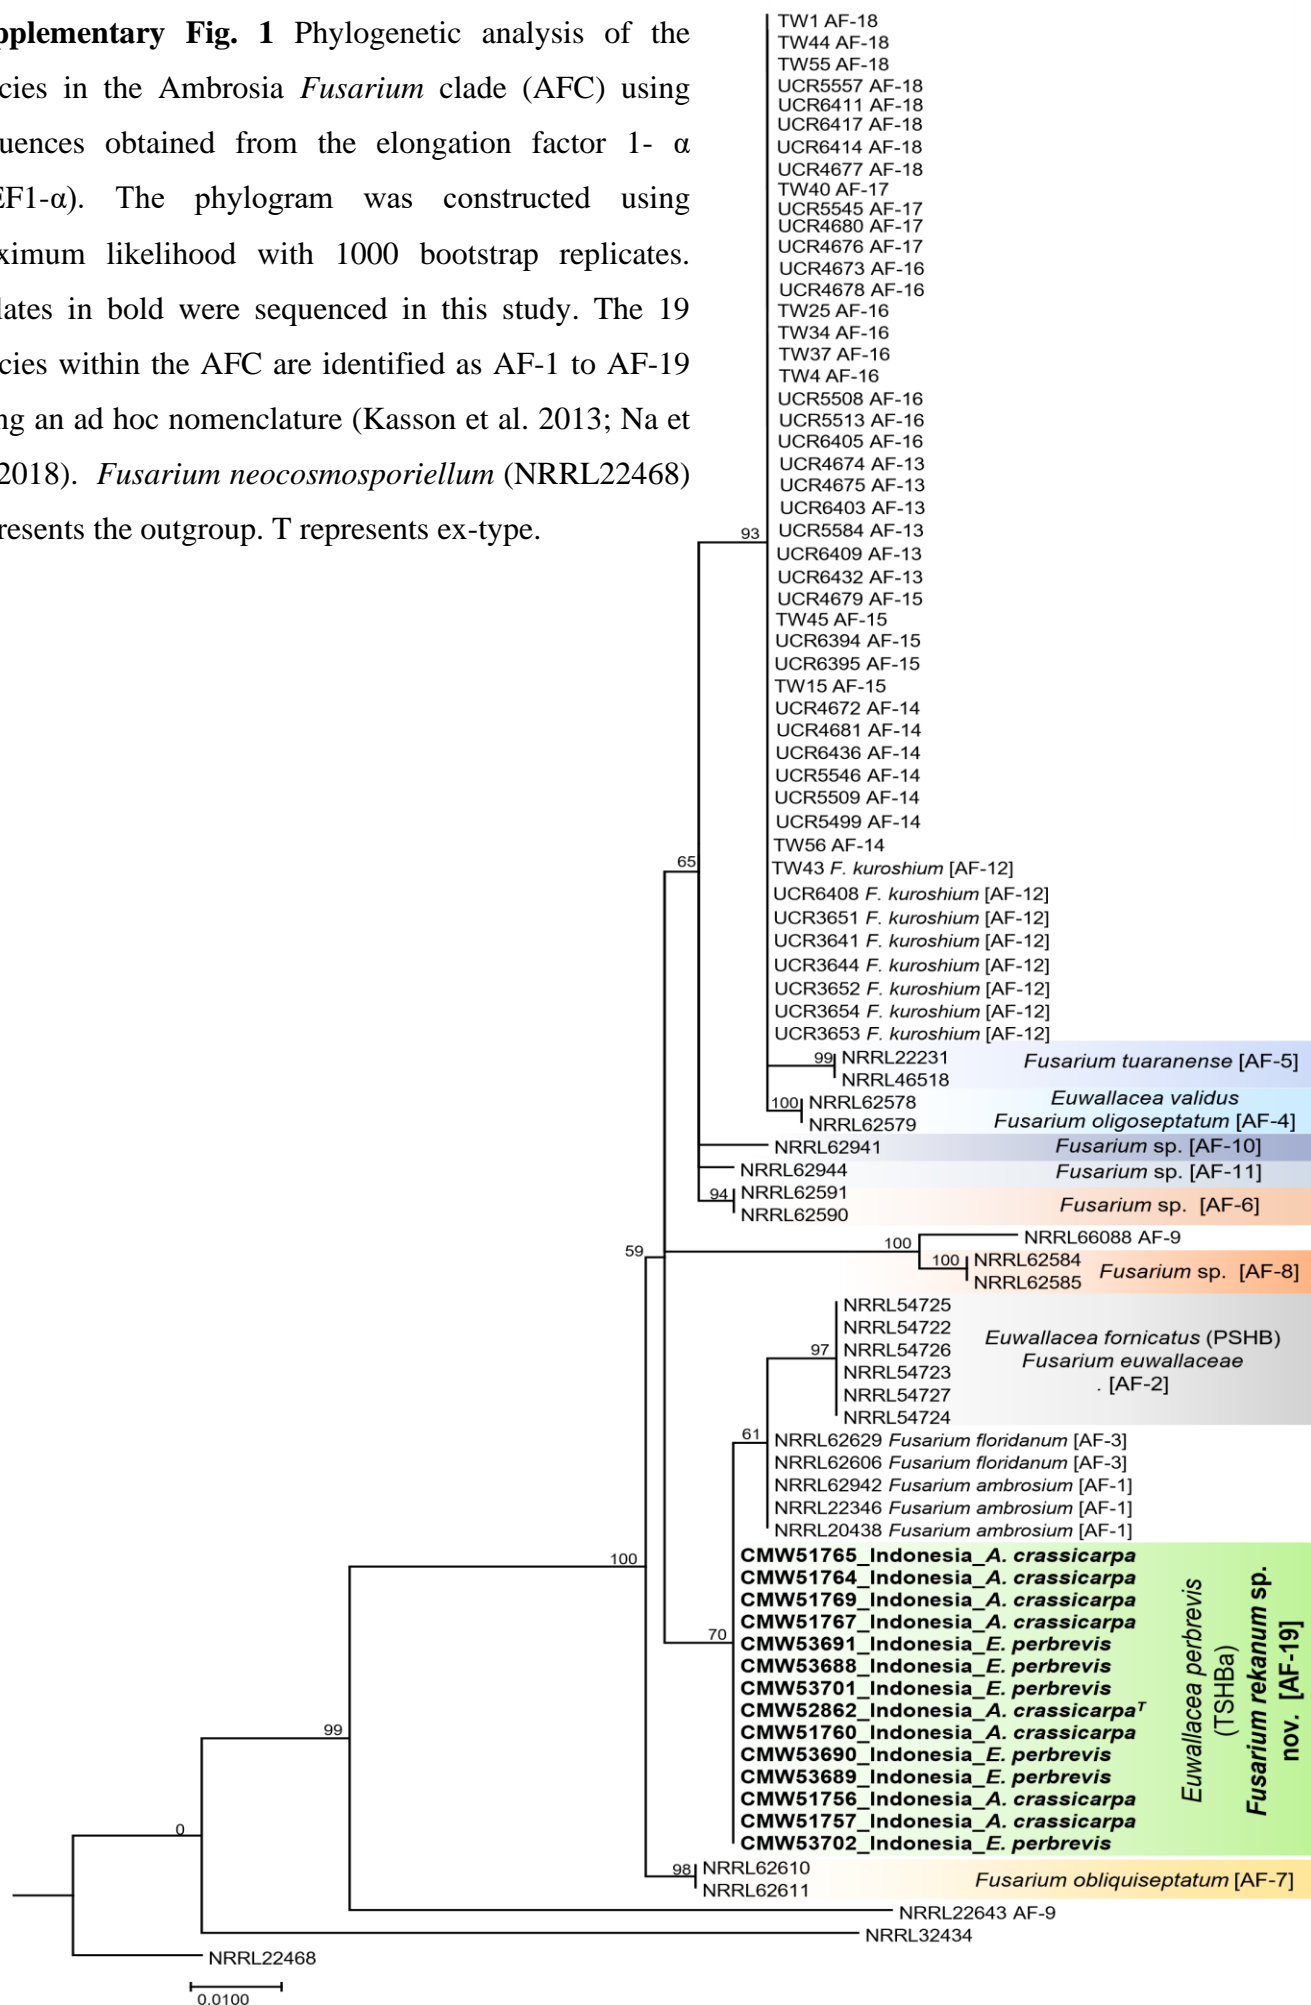 pplementary Fig. 1 Phylogenetic analysis of the
cies in the Ambrosia Fusarium clade (AFC) using
uences obtained from the elongation factor 1- α
EF1-α). The phylogram was constructed using
ximum likelihood with 1000 bootstrap replicates.
lates in bold were sequenced in this study. The 19
cies within the AFC are identified as AF-1 to AF-19
ng an ad hoc nomenclature (Kasson et al. 2013; Na et
2018). Fusarium neocosmosporiellum (NRRL22468)
resents the outgroup. T represents ex-type.
TW1 AF-18
TW44 AF-18
TW55 AF-18
UCR5557 AF-18
UCR6411 AF-18
UCR6417 AF-18
UCR6414 AF-18
UCR4677 AF-18
TW40 AF-17
UCR5545 AF-17
UCR4680 AF-17
UCR4676 AF-17
UCR4673 AF-16
UCR4678 AF-16
TW25 AF-16
TW34 AF-16
TW37 AF-16
TW4 AF-16
UCR5508 AF-16
UCR5513 AF-16
UCR6405 AF-16
UCR4674 AF-13
UCR4675 AF-13
UCR6403 AF-13
UCR5584 AF-13
93
UCR6409 AF-13
UCR6432 AF-13
UCR4679 AF-15
TW45 AF-15
UCR6394 AF-15
UCR6395 AF-15
TW15 AF-15
UCR4672 AF-14
UCR4681 AF-14
UCR6436 AF-14
UCR5546 AF-14
UCR5509 AF-14
UCR5499 AF-14
TW56 AF-14
65
TW43 F. kuroshium [AF-12]
UCR6408 F. kuroshium [AF-12]
UCR3651 F. kuroshium [AF-12]
UCR3641 F. kuroshium [AF-12]
UCR3644 F. kuroshium [AF-12]
UCR3652 F. kuroshium [AF-12]
UCR3654 F. kuroshium [AF-12]
UCR3653 F. kuroshium [AF-12]
99
NRRL22231
NRRL46518
Fusarium tuaranense [AF-5]
100
NRRL62578
NRRL62579
Euwallacea validus
Fusarium oligoseptatum [AF-4]
NRRL62941
Fusarium sp. [AF-10]
NRRL62944
Fusarium sp. [AF-11]
94
NRRL62591
NRRL62590
Fusarium sp. [AF-6]
59
100
NRRL66088 AF-9
100
NRRL62584
NRRL62585
Fusarium sp. [AF-8]
97
NRRL54725
NRRL54722
NRRL54726
NRRL54723
NRRL54727
NRRL54724
Euwallacea fornicatus (PSHB)
Fusarium euwallaceae
. [AF-2]
61
NRRL62629 Fusarium floridanum [AF-3]
NRRL62606 Fusarium floridanum [AF-3]
NRRL62942 Fusarium ambrosium [AF-1]
NRRL22346 Fusarium ambrosium [AF-1]
NRRL20438 Fusarium ambrosium [AF-1]
100
70
CMW51765_Indonesia_A. crassicarpa
CMW51764_Indonesia_A. crassicarpa
CMW51769_Indonesia_A. crassicarpa
CMW51767_Indonesia_A. crassicarpa
CMW53691_Indonesia_E. perbrevis
CMW53688_Indonesia_E. perbrevis
CMW53701_Indonesia_E. perbrevis
CMW52862_Indonesia_A. crassicarpaᵀ
CMW51760_Indonesia_A. crassicarpa
CMW53690_Indonesia_E. perbrevis
CMW53689_Indonesia_E. perbrevis
CMW51756_Indonesia_A. crassicarpa
CMW51757_Indonesia_A. crassicarpa
CMW53702_Indonesia_E. perbrevis
Euwallacea perbrevis
(TSHBa)
Fusarium rekanum sp.
nov. [AF-19]
99
0
98
NRRL62610
NRRL62611
Fusarium obliquiseptatum [AF-7]
NRRL22643 AF-9
NRRL32434
NRRL22468
0.0100